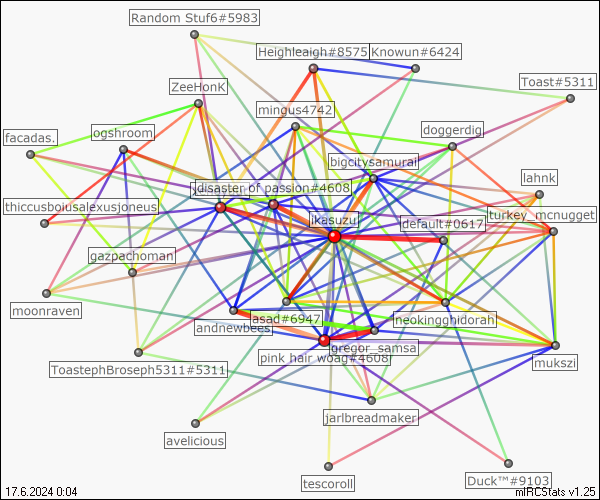 Random Stuf6#5983
Heighleaigh#8575
Knowun#6424
ZeeHonK
Toast#5311
mingus4742
facadas.
ogshroom
doggerdig
bigcitysamurai
disaster of passion#4608
lahnk
thiccusboiusalexusjoneus
ikasuzu
default#0617
turkey_mcnugget
gazpachoman
moonraven
asad#6947
neokingghidorah
andnewbees
gregor_samsa
pink hair woag#4608
mukszi
ToastephBroseph5311#5311
jarlbreadmaker
avelicious
tescoroll
Duck™#9103
17.6.2024 0:04
mIRCStats v1.25